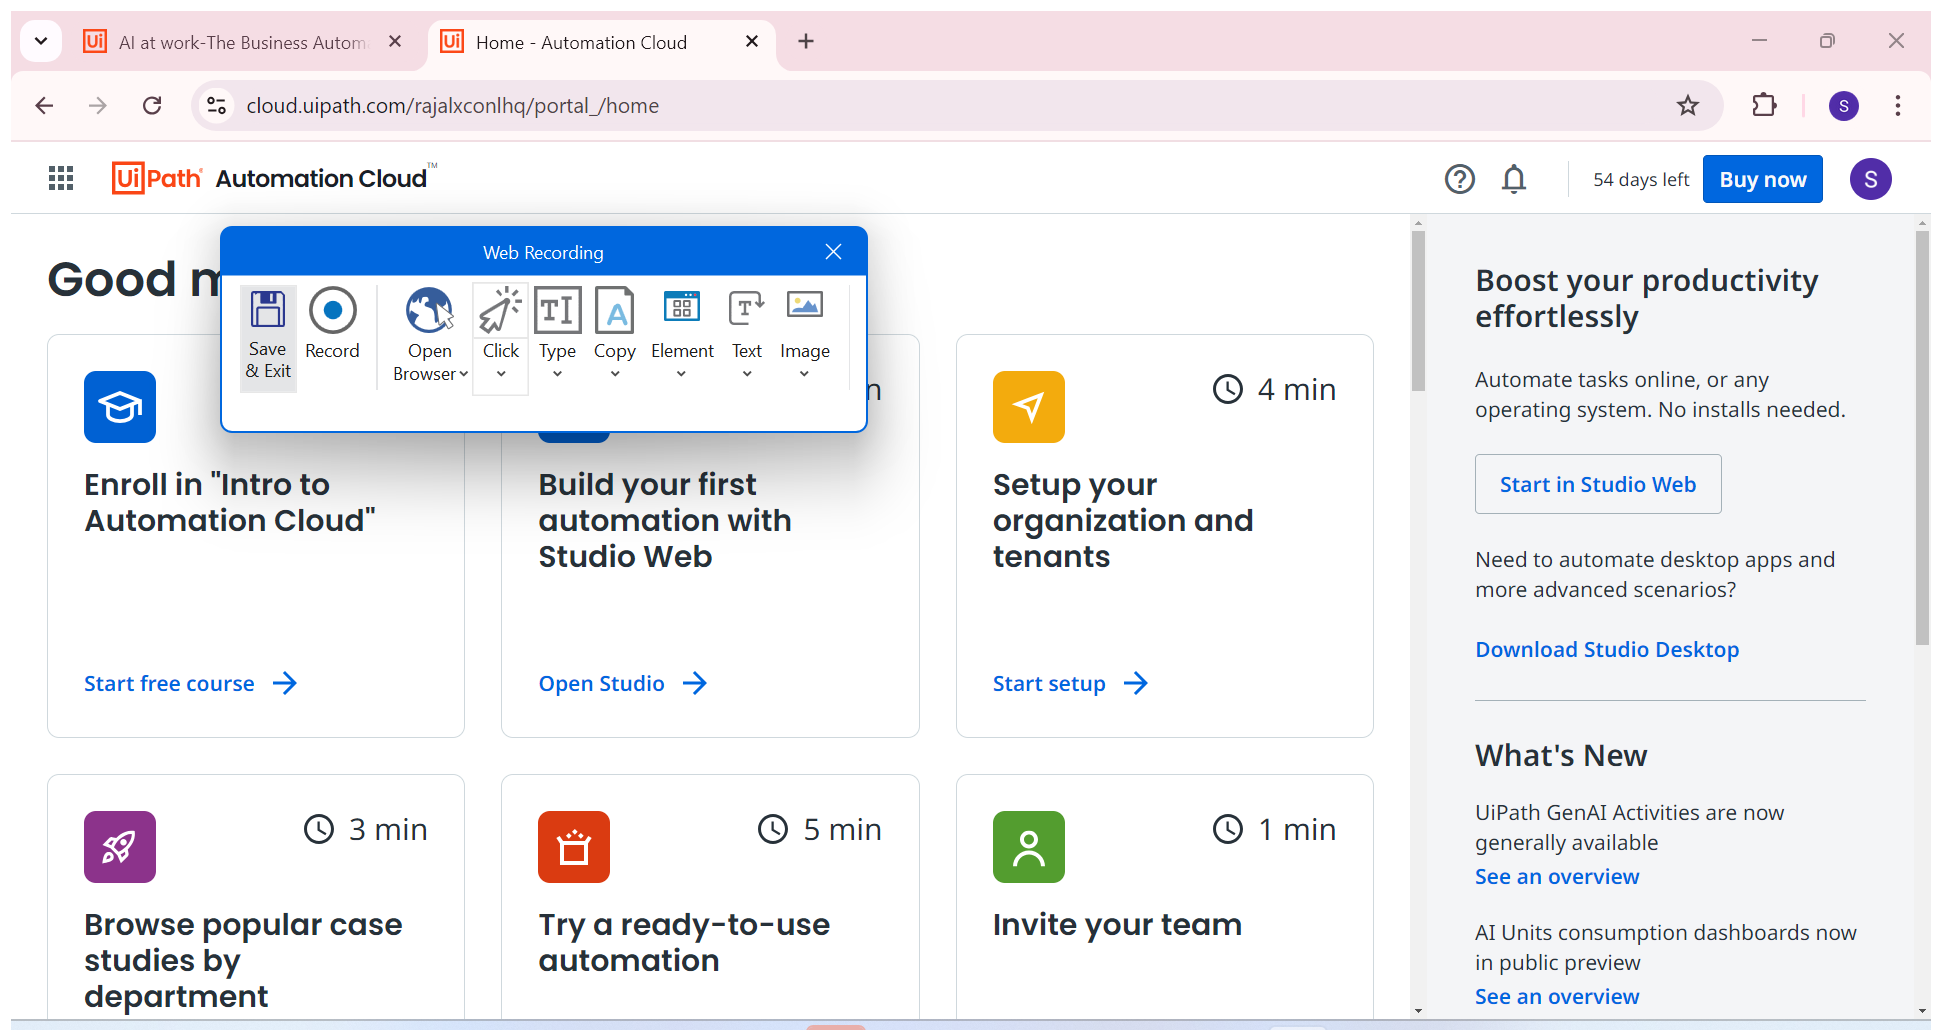 Ui AI at work-The Business Autom
Ui Home - Automation Cloud
cloud.uipath.com/rajalxconlhq/portal_/home
S
UiPath Automation Cloud™
54 days left
Buy now
S
Web Recording
Save & Exit
Record
Open Browser
Click
Type
Copy
Element
Text
Image
Good m
Enroll in "Intro to
Automation Cloud"
Start free course
n
Build your first
automation with
Studio Web
Open Studio
4 min
Setup your
organization and
tenants
Start setup
3 min
Browse popular case
studies by
department
5 min
Try a ready-to-use
automation
1 min
Invite your team
Boost your productivity
effortlessly
Automate tasks online, or any
operating system. No installs needed.
Start in Studio Web
Need to automate desktop apps and
more advanced scenarios?
Download Studio Desktop
What's New
UiPath GenAI Activities are now
generally available
See an overview
AI Units consumption dashboards now
in public preview
See an overview